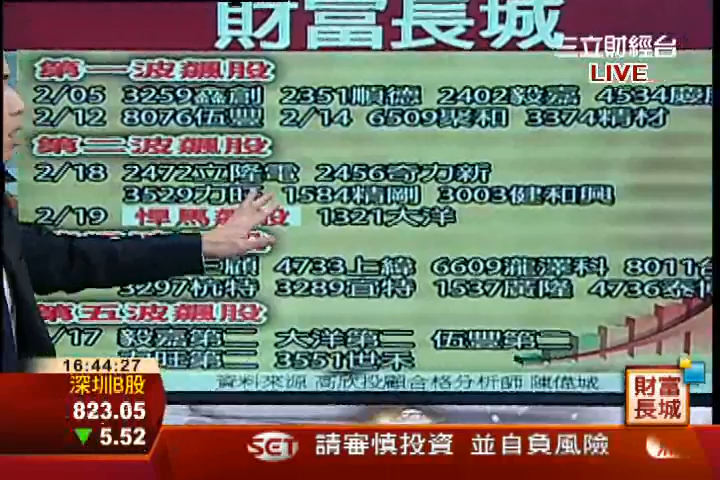 財富長城
三立財經台
LIVE
第一波飆股
2/05 3259鑫創 2351順德 2402毅嘉 4534慶騰
2/12 8076伍豐 2/14 6509聚和 3374精材
第二波飆股
2/18 2472立隆電 2456奇力新
3529力旺 1584精剛 3003健和興
2/19 悍馬飆股 1321大洋
4733上緯 6609瀧澤科 8011台
3297杭特 3289宜特 1537廣隆 4736泰博
第五波飆股
/17 毅嘉第二 大洋第二 伍豐第二
力旺第二 3551世禾
資料來源 高欣投顧合格分析師 陳偉城
16:44:27
深圳B股
823.05
▼ 5.52
財富
長城
SET 請審慎投資 並自負風險